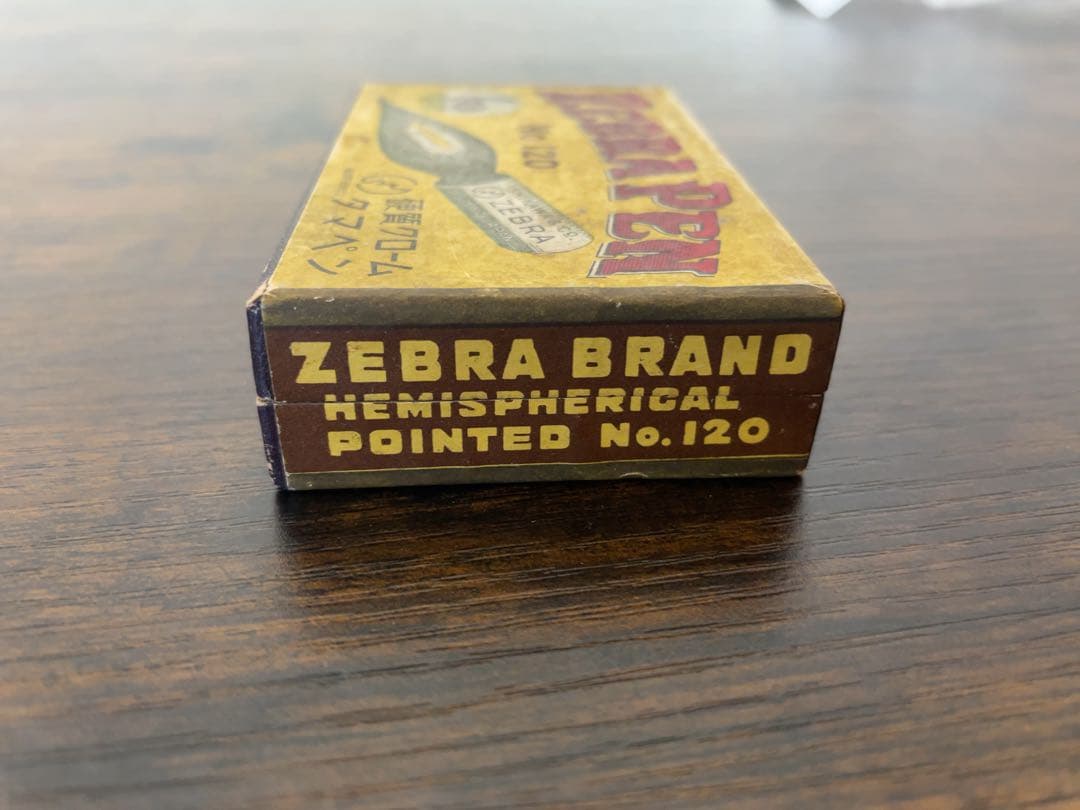 ZEBRA PEN
No 120
ZEBRA
硬質クローム
タマペン
ZEBRA BRAND
HEMISPHERICAL
POINTED No.120